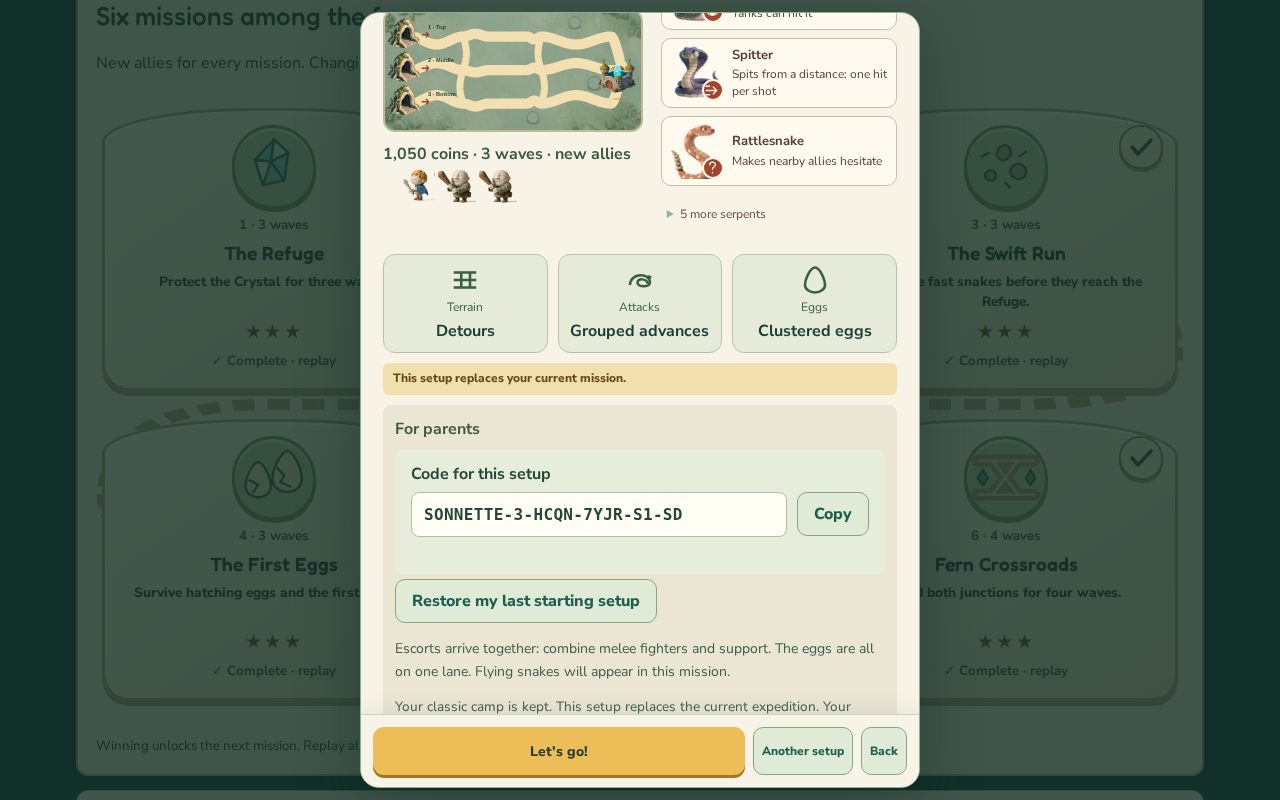 Six missions among the
New allies for every mission. Changi
1 - Top
2 - Middle
3 - Bottom
1,050 coins · 3 waves · new allies
Tanks can hit it
Spitter
Spits from a distance: one hit
per shot
Rattlesnake
Makes nearby allies hesitate
5 more serpents
Terrain
Detours
Attacks
Grouped advances
Eggs
Clustered eggs
This setup replaces your current mission.
For parents
Code for this setup
SONNETTE-3-HCQN-7YJR-S1-SD
Copy
Restore my last starting setup
Escorts arrive together: combine melee fighters and support. The eggs are all
on one lane. Flying snakes will appear in this mission.
Your classic camp is kept. This setup replaces the current expedition. Your
Let's go!
Another setup
Back
1 · 3 waves
The Refuge
Protect the Crystal for three wa
★★★
✓ Complete · replay
3 · 3 waves
The Swift Run
fast snakes before they reach the
Refuge.
★★★
✓ Complete · replay
4 · 3 waves
The First Eggs
Survive hatching eggs and the first
★★★
✓ Complete · replay
6 · 4 waves
Fern Crossroads
both junctions for four waves.
★★★
✓ Complete · replay
Winning unlocks the next mission. Replay al